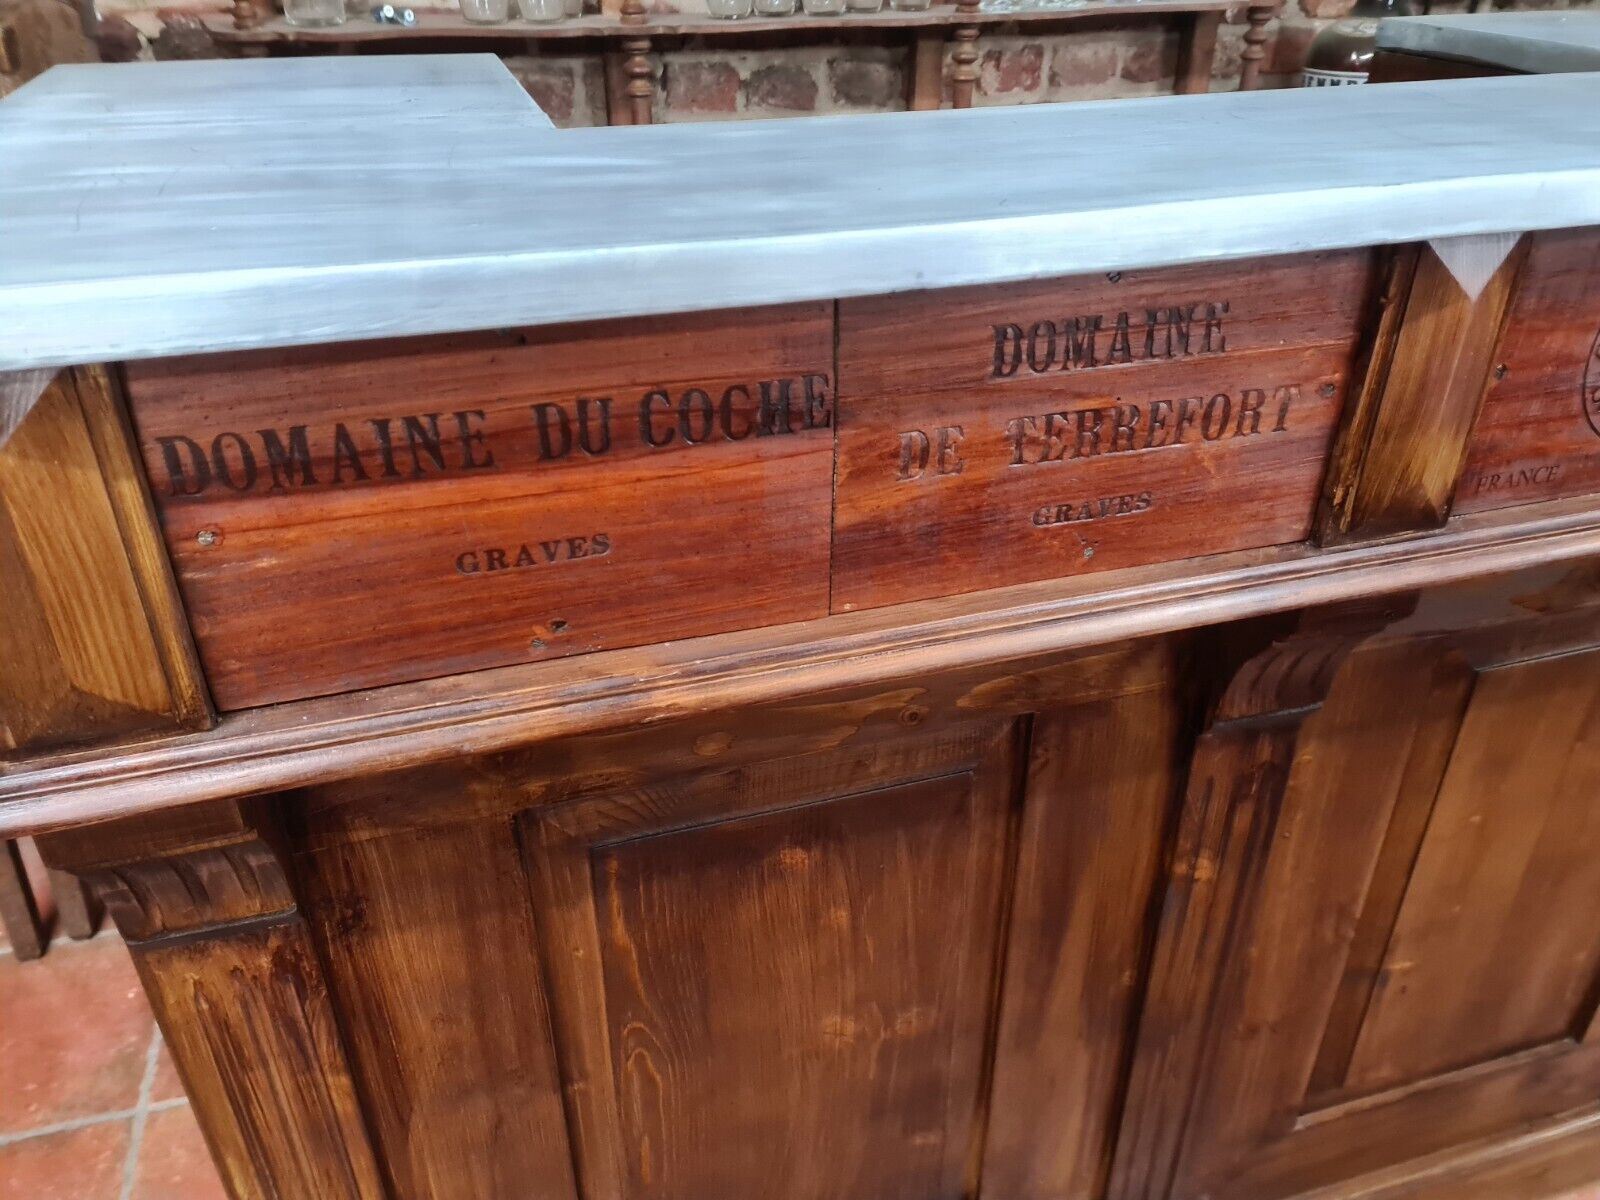 DOMAINE DU COCHE
GRAVES
DOMAINE
DE TERREFORT
GRAVES
FRANCE